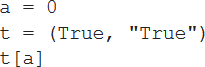 a = 0
t = (True, "True")
t[a]